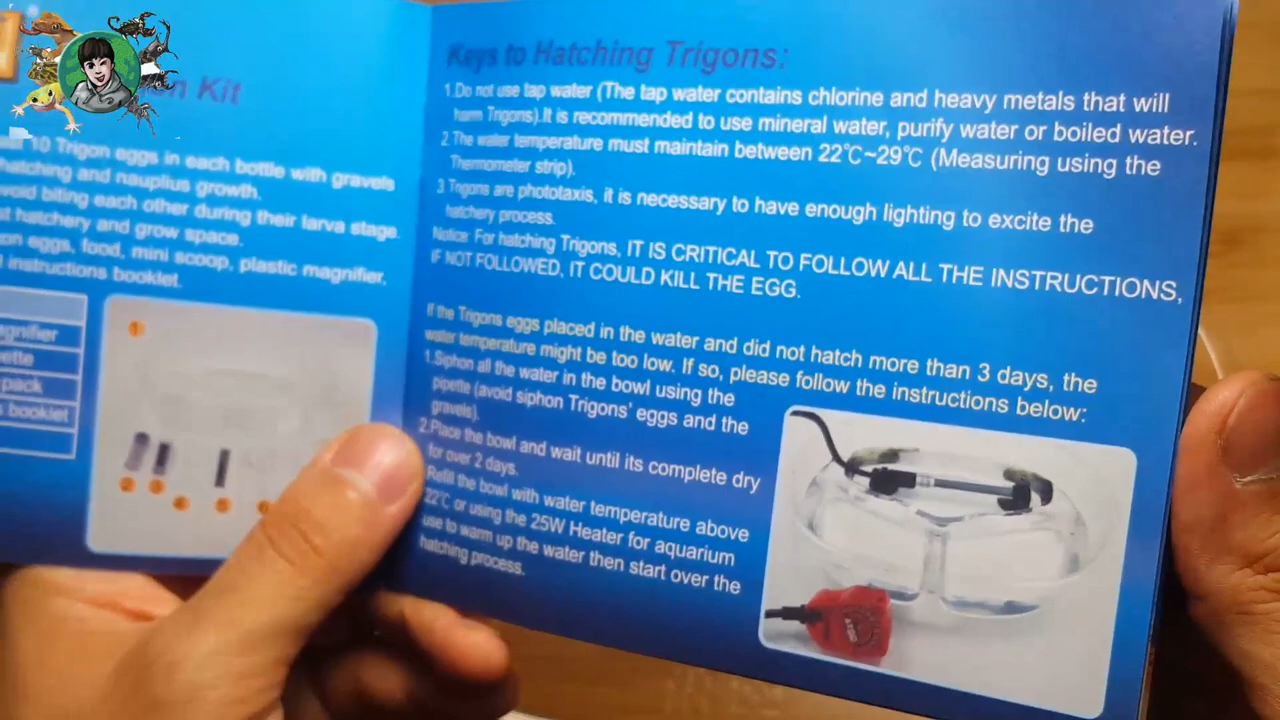 n Kit
10 Trigon eggs in each bottle with gravels
hatching and nauplius growth.
void biting each other during their larva stage.
hatchery and grow space.
on eggs, food, mini scoop, plastic magnifier,
instructions booklet.
agnifier
ette
pack
s booklet
1
Keys to Hatching Trigons:
1.Do not use tap water (The tap water contains chlorine and heavy metals that will
harm Trigons).It is recommended to use mineral water, purify water or boiled water.
2.The water temperature must maintain between 22℃~29℃ (Measuring using the
Thermometer strip).
3.Trigons are phototaxis, it is necessary to have enough lighting to excite the
hatchery process.
Notice: For hatching Trigons, IT IS CRITICAL TO FOLLOW ALL THE INSTRUCTIONS,
IF NOT FOLLOWED, IT COULD KILL THE EGG.
If the Trigons eggs placed in the water and did not hatch more than 3 days, the
water temperature might be too low. If so, please follow the instructions below:
1.Siphon all the water in the bowl using the
pipette (avoid siphon Trigons' eggs and the
gravels).
2.Place the bowl and wait until its complete dry
for over 2 days.
Refill the bowl with water temperature above
22℃ or using the 25W Heater for aquarium
use to warm up the water then start over the
hatching process.